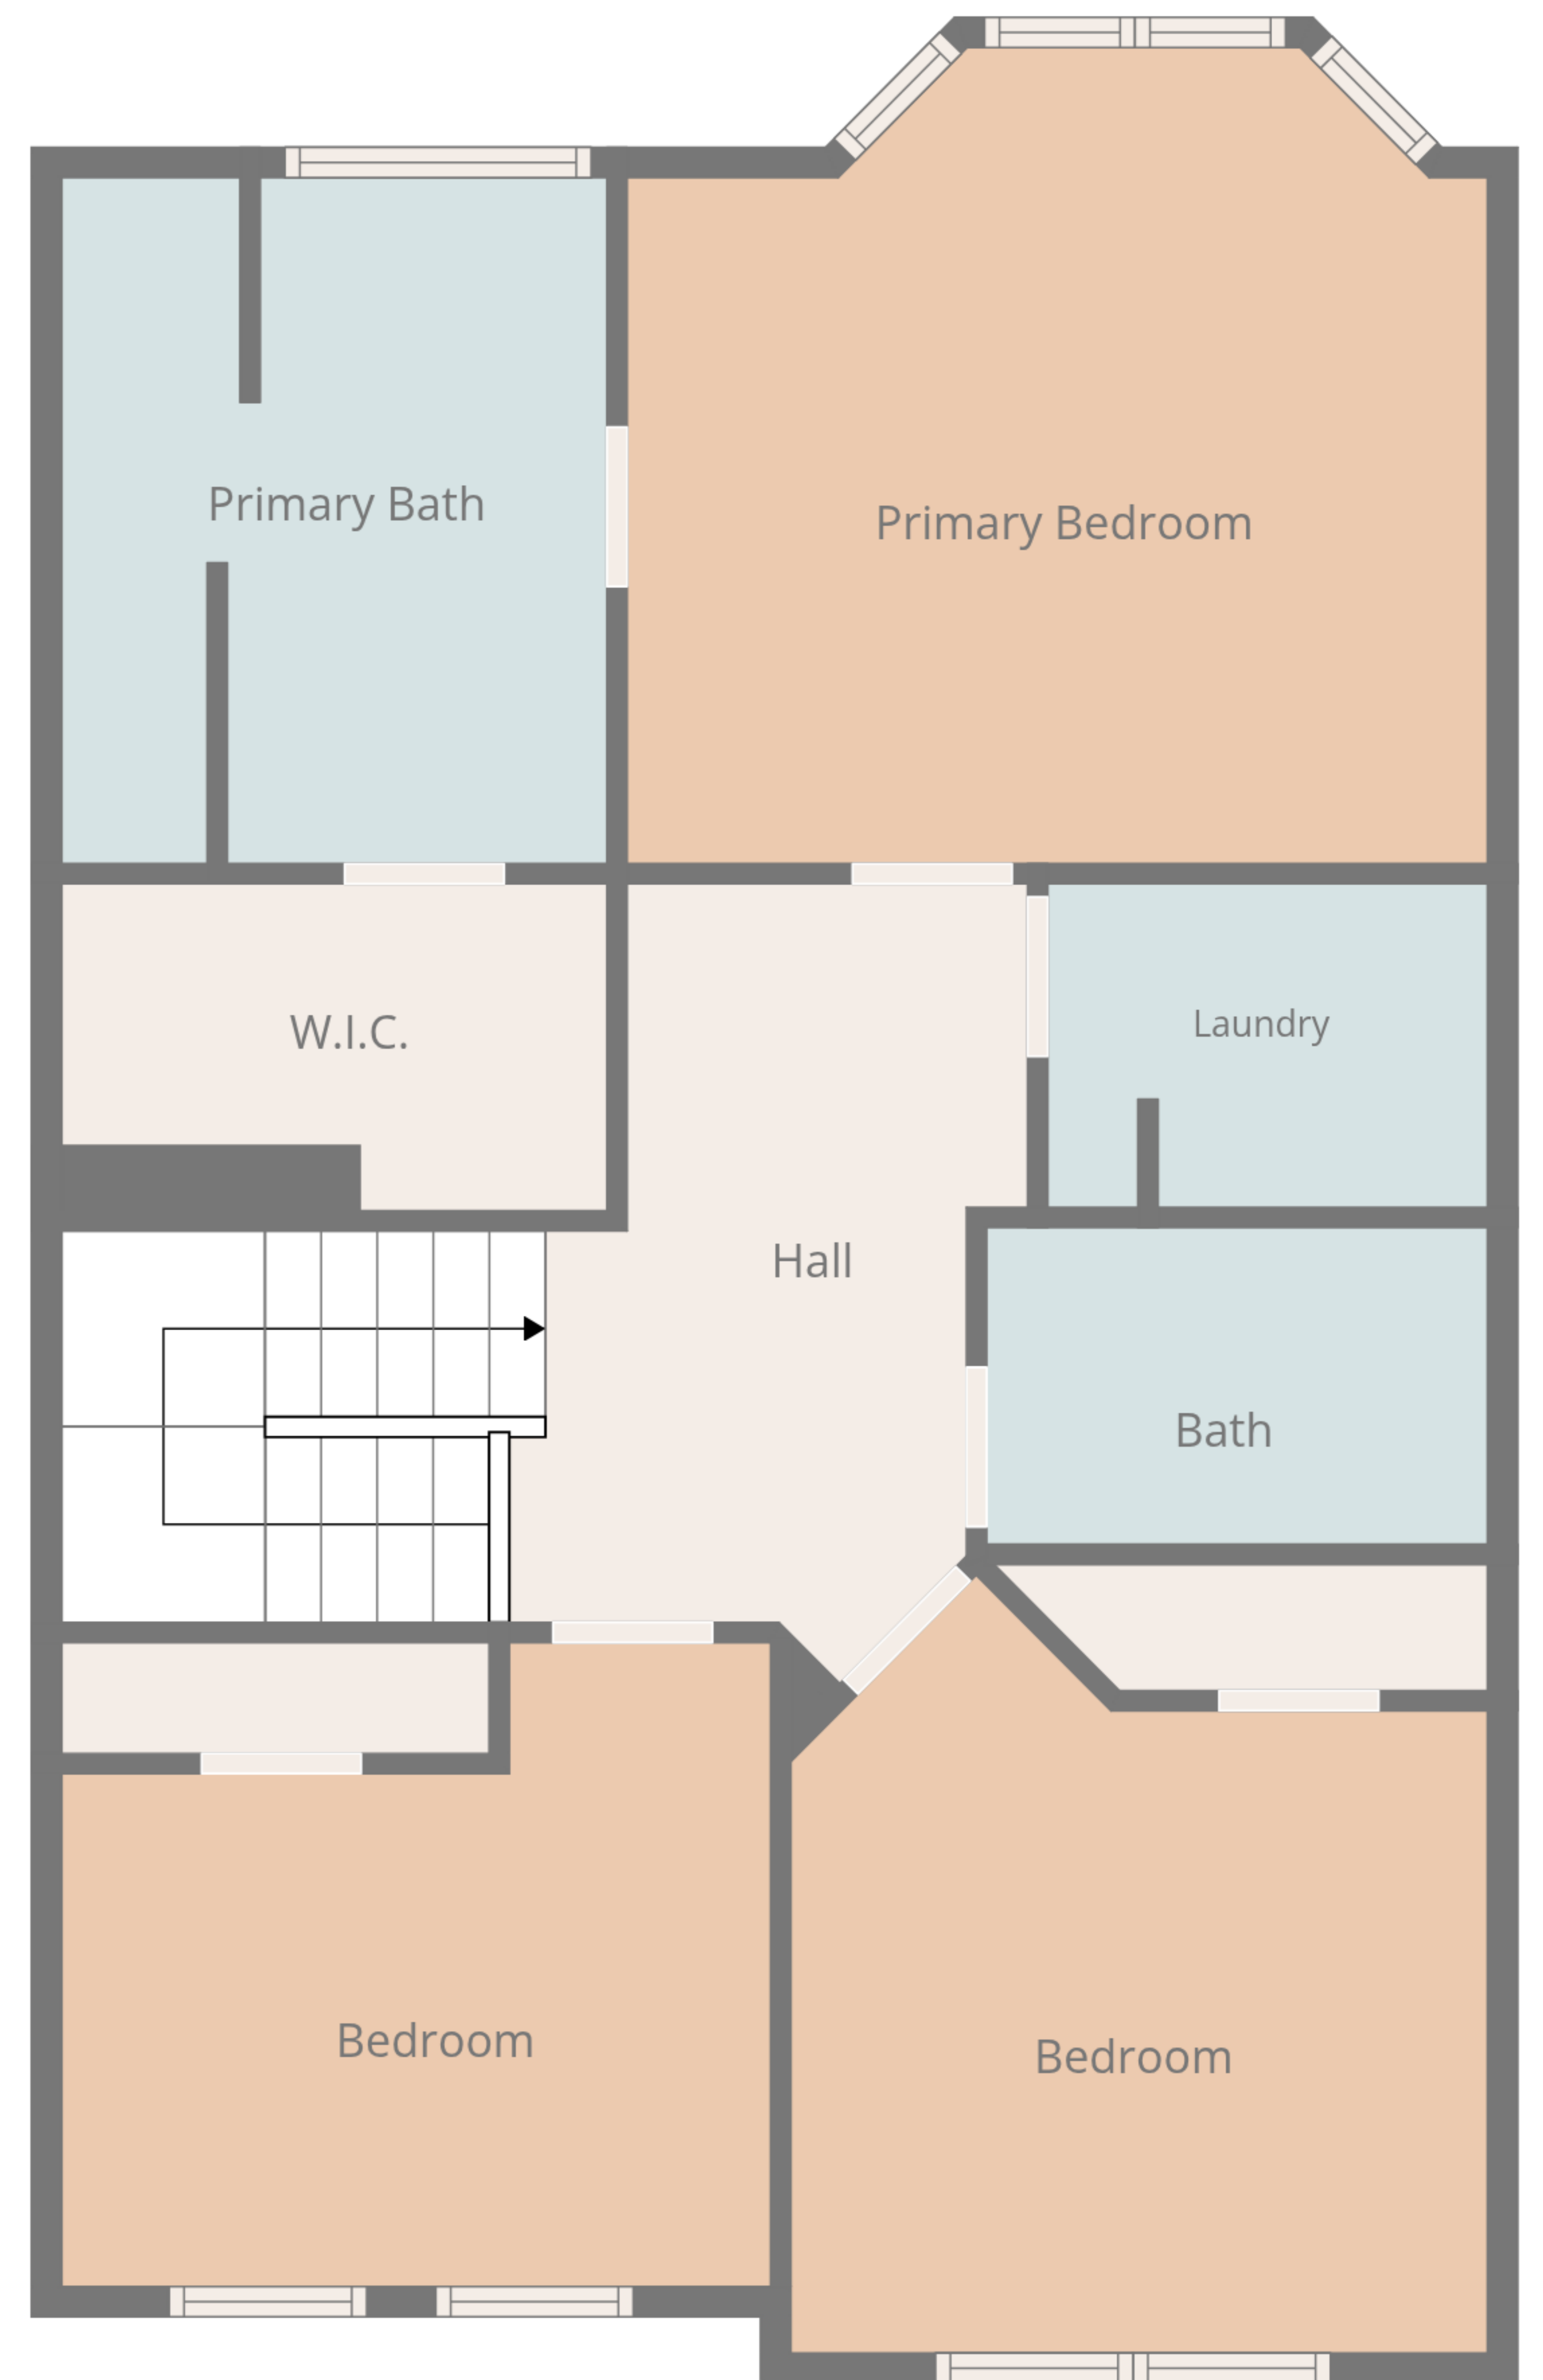 Primary Bath
Primary Bedroom
W.I.C.
Laundry
Hall
Bath
Bedroom
Bedroom